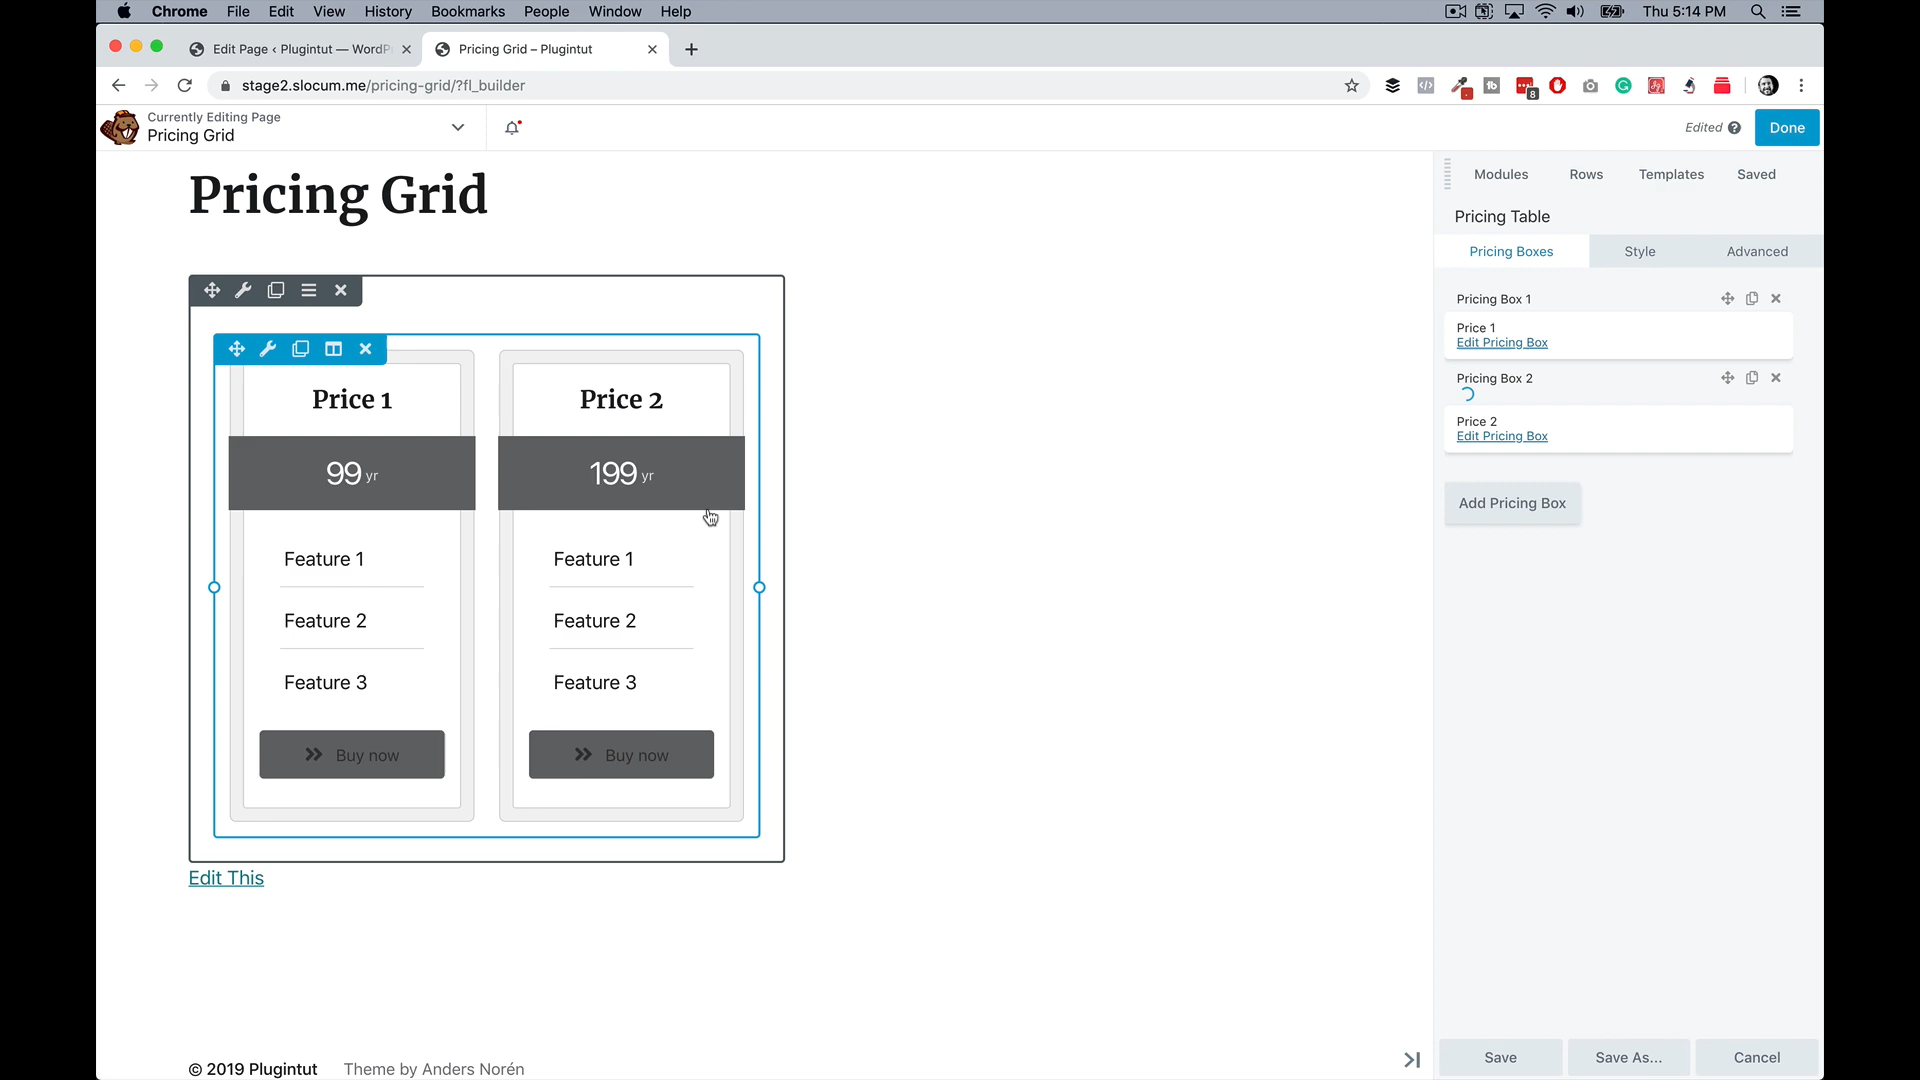 Chrome File Edit View History Bookmarks People Window Help Thu 5:14 PM
Edit Page ‹ Plugintut — WordP
Pricing Grid – Plugintut
stage2.slocum.me/pricing-grid/?fl_builder
8
Currently Editing Page
Pricing Grid
Edited
Done
Pricing Grid
Price 1
99 yr
Feature 1
Feature 2
Feature 3
Buy now
Price 2
199 yr
Feature 1
Feature 2
Feature 3
Buy now
Edit This
© 2019 Plugintut Theme by Anders Norén
Modules Rows Templates Saved
Pricing Table
Pricing Boxes Style Advanced
Pricing Box 1
Price 1
Edit Pricing Box
Pricing Box 2
Price 2
Edit Pricing Box
Add Pricing Box
Save Save As... Cancel